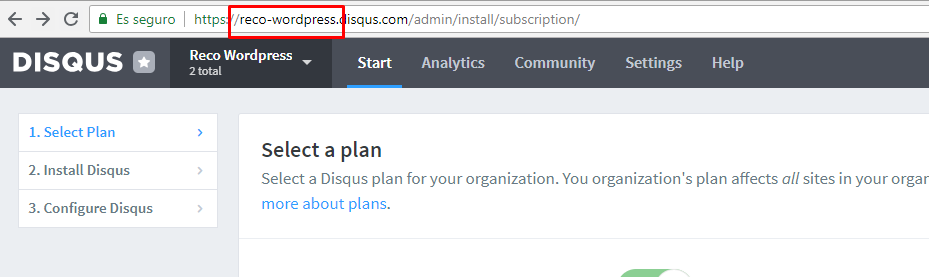 Es seguro https://reco-wordpress.disqus.com/admin/install/subscription/
DISQUS Reco Wordpress Start Analytics Community Settings Help
2 total
1. Select Plan
2. Install Disqus
3. Configure Disqus
Select a plan
Select a Disqus plan for your organization. You organization's plan affects all sites in your organ
more about plans.